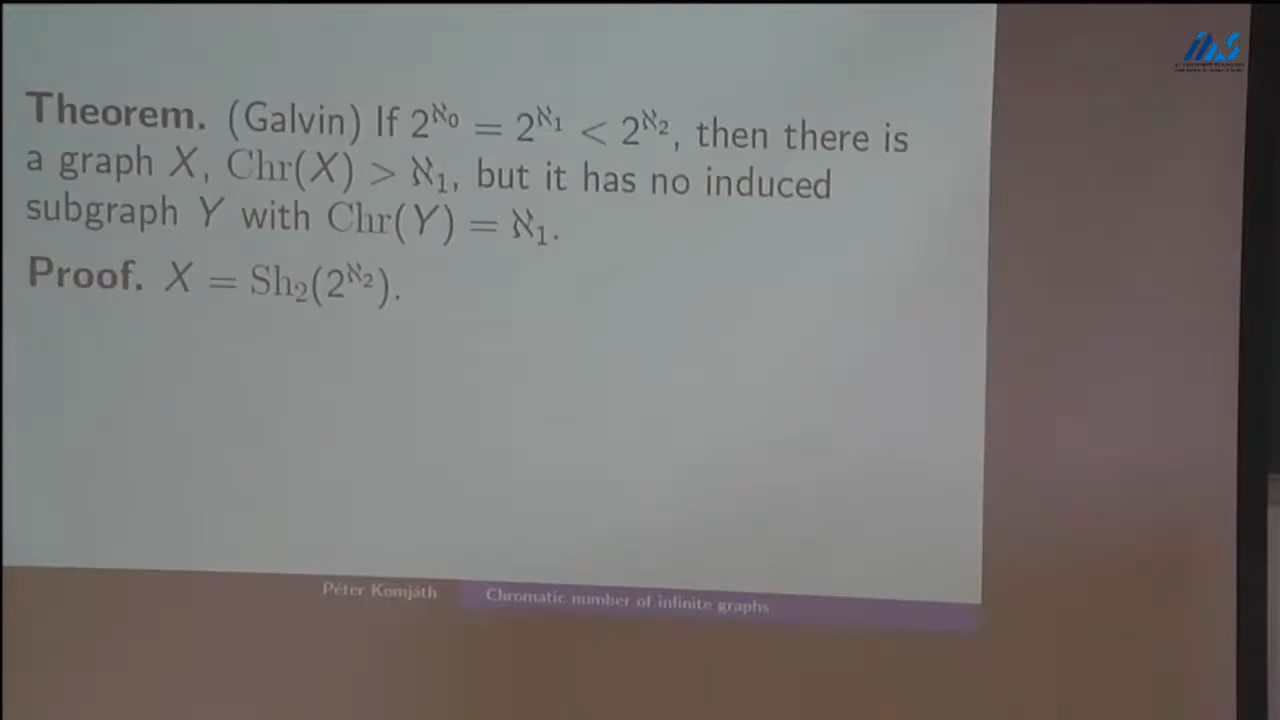 Theorem. (Galvin) If 2^ℵ₀ = 2^ℵ₁ < 2^ℵ₂, then there is
a graph X, Chr(X) > ℵ₁, but it has no induced
subgraph Y with Chr(Y) = ℵ₁.
Proof. X = Sh₂(2^ℵ₂).
Péter Komjáth Chromatic number of infinite graphs